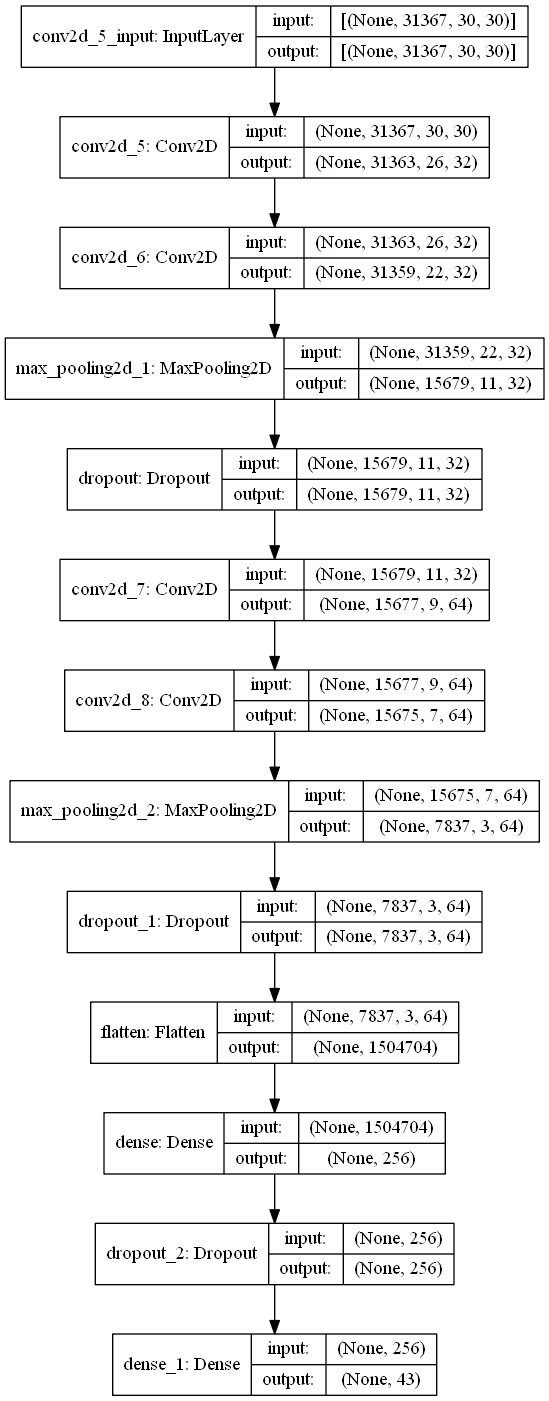 conv2d_5_input: InputLayer
input: [(None, 31367, 30, 30)]
output: [(None, 31367, 30, 30)]
conv2d_5: Conv2D
input: (None, 31367, 30, 30)
output: (None, 31363, 26, 32)
conv2d_6: Conv2D
input: (None, 31363, 26, 32)
output: (None, 31359, 22, 32)
max_pooling2d_1: MaxPooling2D
input: (None, 31359, 22, 32)
output: (None, 15679, 11, 32)
dropout: Dropout
input: (None, 15679, 11, 32)
output: (None, 15679, 11, 32)
conv2d_7: Conv2D
input: (None, 15679, 11, 32)
output: (None, 15677, 9, 64)
conv2d_8: Conv2D
input: (None, 15677, 9, 64)
output: (None, 15675, 7, 64)
max_pooling2d_2: MaxPooling2D
input: (None, 15675, 7, 64)
output: (None, 7837, 3, 64)
dropout_1: Dropout
input: (None, 7837, 3, 64)
output: (None, 7837, 3, 64)
flatten: Flatten
input: (None, 7837, 3, 64)
output: (None, 1504704)
dense: Dense
input: (None, 1504704)
output: (None, 256)
dropout_2: Dropout
input: (None, 256)
output: (None, 256)
dense_1: Dense
input: (None, 256)
output: (None, 43)